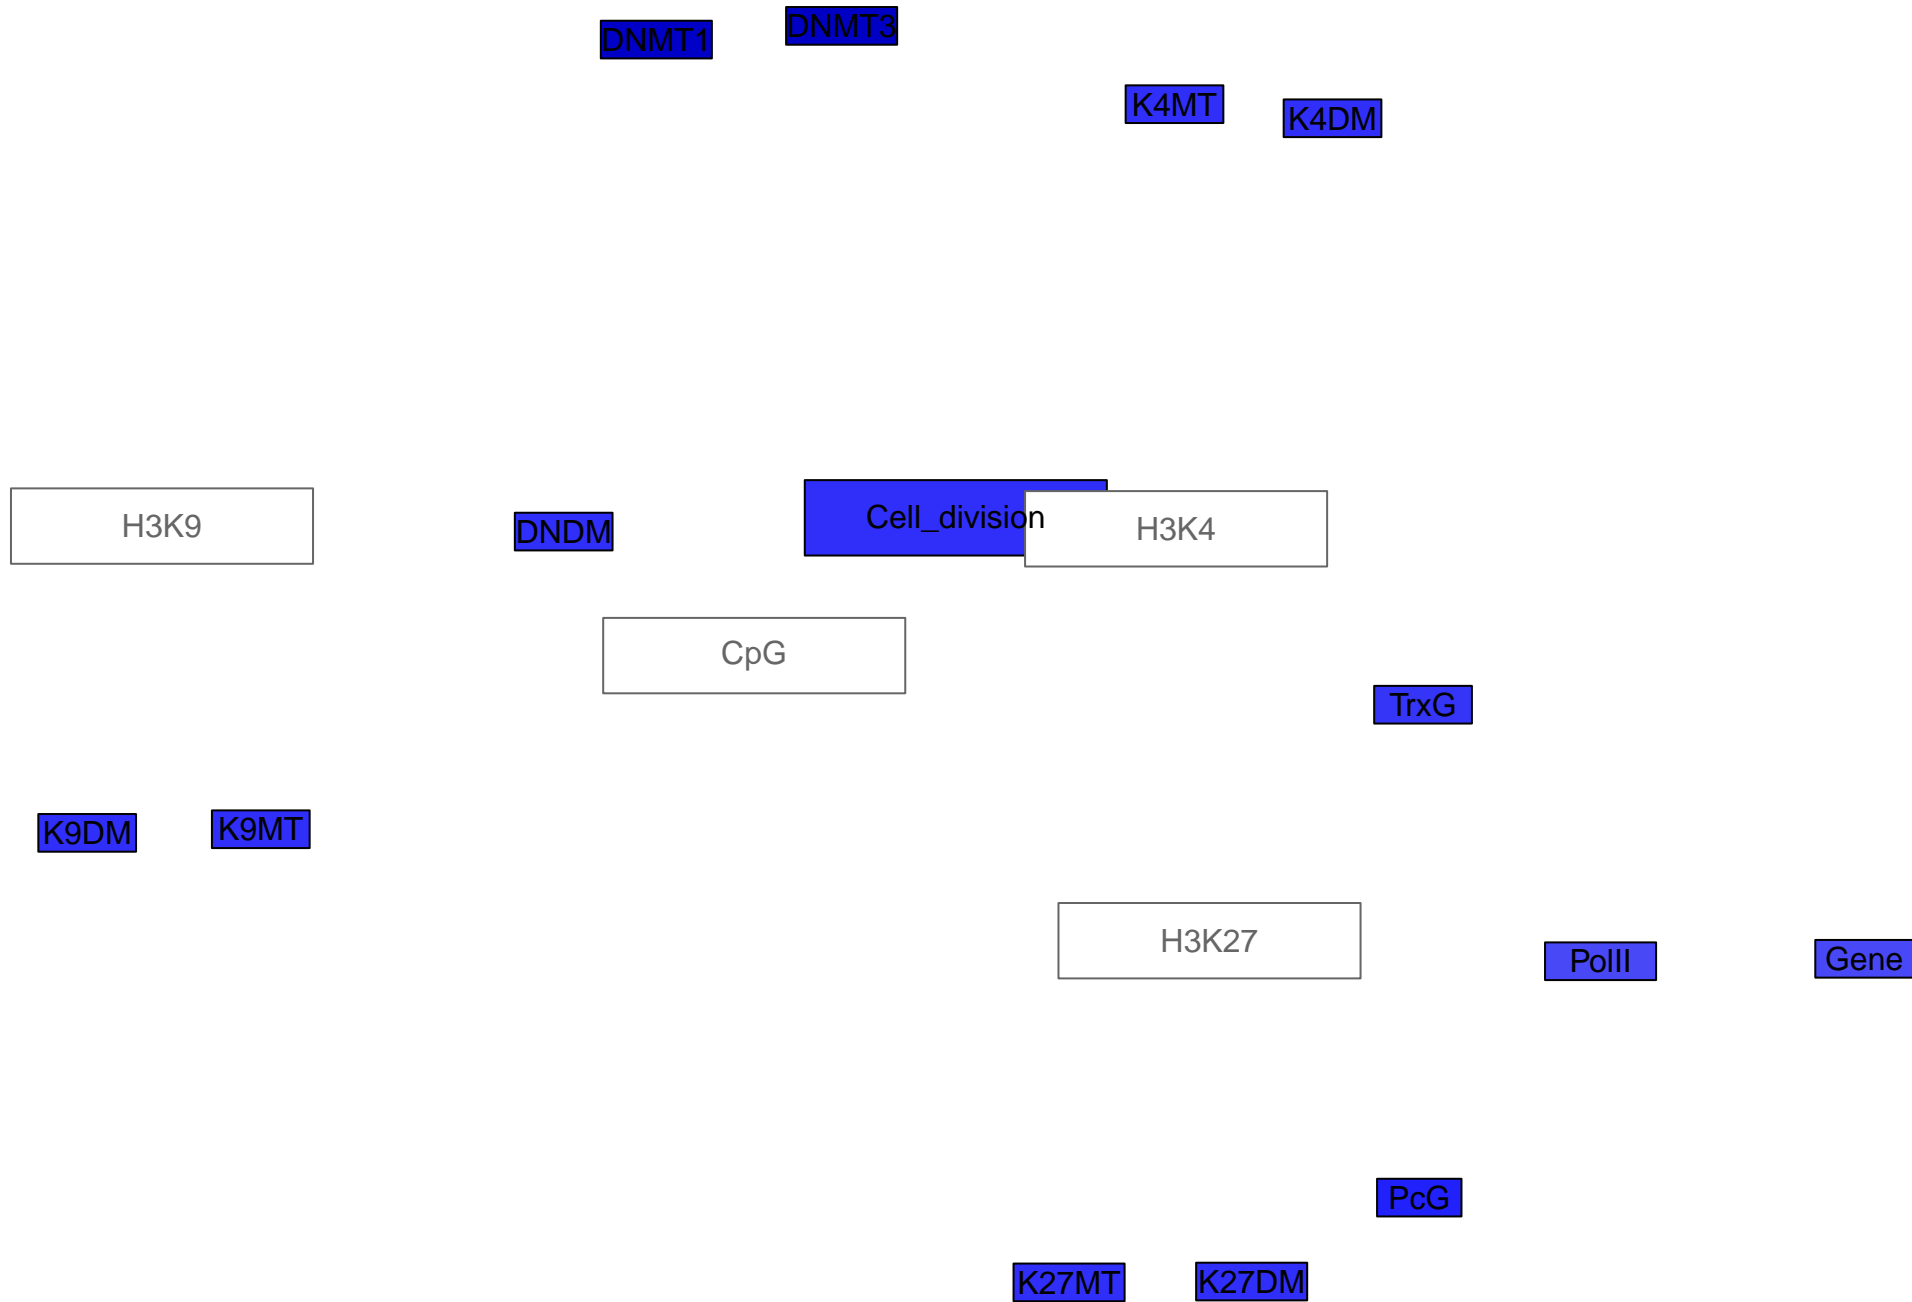 DNMT1
DNMT3
K4MT
K4DM
H3K9
DNDM
Cell_division
H3K4
CpG
TrxG
K9DM
K9MT
H3K27
PolII
Gene
PcG
K27MT
K27DM